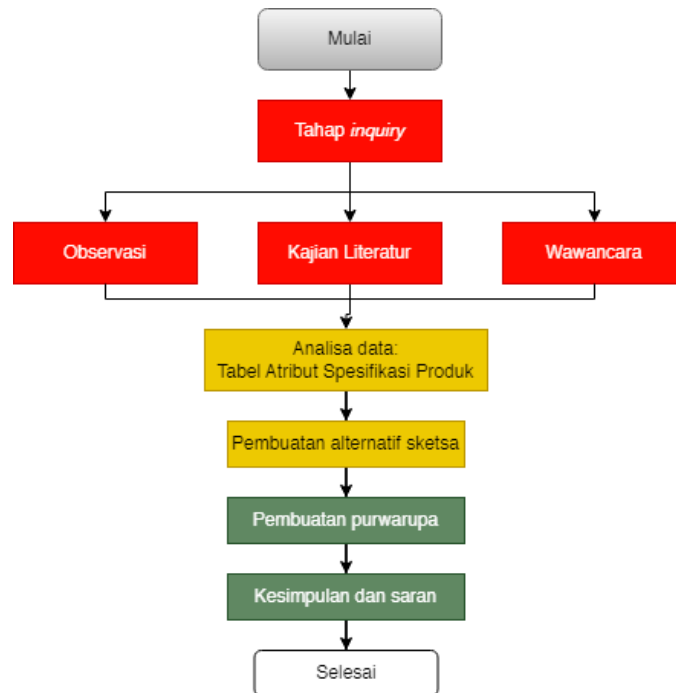 Mulai
Tahap inquiry
Observasi
Kajian Literatur
Wawancara
Analisa data:
Tabel Atribut Spesifikasi Produk
Pembuatan alternatif sketsa
Pembuatan purwarupa
Kesimpulan dan saran
Selesai